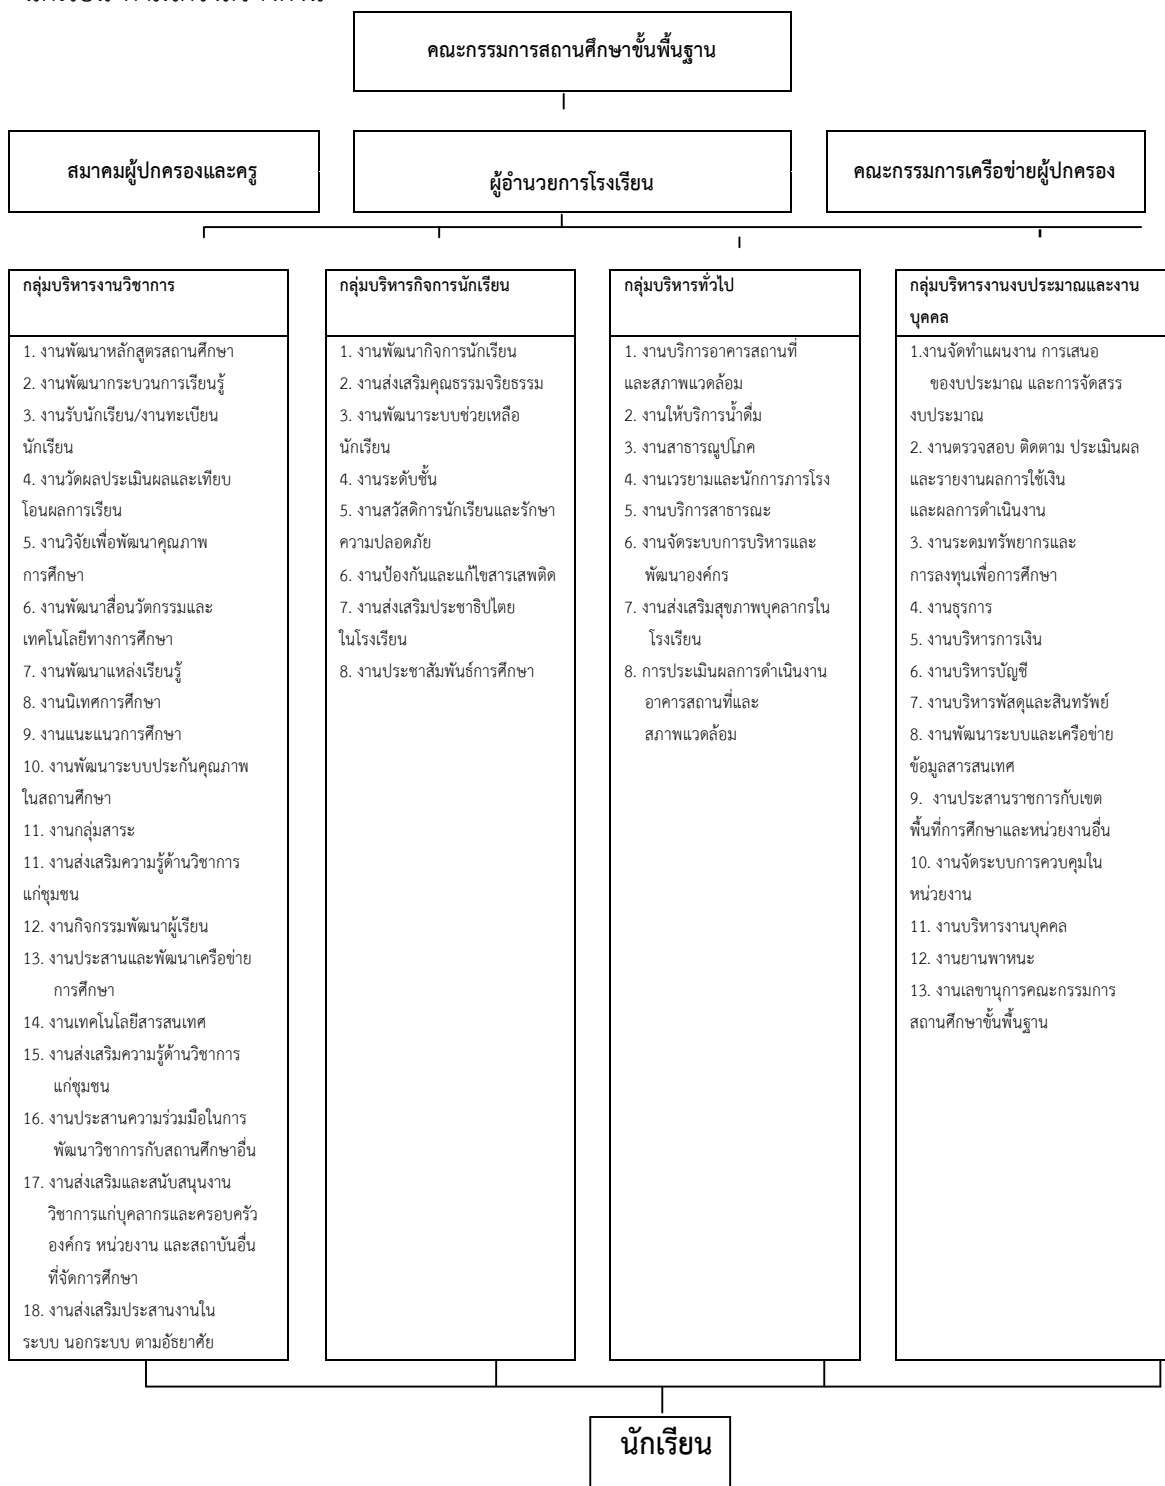 คณะกรรมการสถานศึกษาขั้นพื้นฐาน
สมาคมผู้ปกครองและครู
ผู้อำนวยการโรงเรียน
คณะกรรมการเครือข่ายผู้ปกครอง
กลุ่มบริหารงานวิชาการ
1. งานพัฒนาหลักสูตรสถานศึกษา
2. งานพัฒนากระบวนการเรียนรู้
3. งานรับนักเรียน/งานทะเบียน
นักเรียน
4. งานวัดผลประเมินผลและเทียบ
โอนผลการเรียน
5. งานวิจัยเพื่อพัฒนาคุณภาพ
การศึกษา
6. งานพัฒนาสื่อนวัตกรรมและ
เทคโนโลยีทางการศึกษา
7. งานพัฒนาแหล่งเรียนรู้
8. งานนิเทศการศึกษา
9. งานแนะแนวการศึกษา
10. งานพัฒนาระบบประกันคุณภาพ
ในสถานศึกษา
11. งานกลุ่มสาระ
11. งานส่งเสริมความรู้ด้านวิชาการ
แก่ชุมชน
12. งานกิจกรรมพัฒนาผู้เรียน
13. งานประสานและพัฒนาเครือข่าย
การศึกษา
14. งานเทคโนโลยีสารสนเทศ
15. งานส่งเสริมความรู้ด้านวิชาการ
แก่ชุมชน
16. งานประสานความร่วมมือในการ
พัฒนาวิชาการกับสถานศึกษาอื่น
17. งานส่งเสริมและสนับสนุนงาน
วิชาการแก่บุคลากรและครอบครัว
องค์กร หน่วยงาน และสถาบันอื่น
ที่จัดการศึกษา
18. งานส่งเสริมประสานงานใน
ระบบ นอกระบบ ตามอัธยาศัย
กลุ่มบริหารกิจการนักเรียน
1. งานพัฒนากิจการนักเรียน
2. งานส่งเสริมคุณธรรมจริยธรรม
3. งานพัฒนาระบบช่วยเหลือ
นักเรียน
4. งานระดับชั้น
5. งานสวัสดิการนักเรียนและรักษา
ความปลอดภัย
6. งานป้องกันและแก้ไขสารเสพติด
7. งานส่งเสริมประชาธิปไตย
ในโรงเรียน
8. งานประชาสัมพันธ์การศึกษา
กลุ่มบริหารทั่วไป
1. งานบริการอาคารสถานที่
และสภาพแวดล้อม
2. งานให้บริการน้ำดื่ม
3. งานสาธารณูปโภค
4. งานเวรยามและนักการภารโรง
5. งานบริการสาธารณะ
6. งานจัดระบบการบริหารและ
พัฒนาองค์กร
7. งานส่งเสริมสุขภาพบุคลากรใน
โรงเรียน
8. การประเมินผลการดำเนินงาน
อาคารสถานที่และ
สภาพแวดล้อม
กลุ่มบริหารงานงบประมาณและงาน
บุคคล
1.งานจัดทำแผนงาน การเสนอ
ของบประมาณ และการจัดสรร
งบประมาณ
2. งานตรวจสอบ ติดตาม ประเมินผล
และรายงานผลการใช้เงิน
และผลการดำเนินงาน
3. งานระดมทรัพยากรและ
การลงทุนเพื่อการศึกษา
4. งานธุรการ
5. งานบริหารการเงิน
6. งานบริหารบัญชี
7. งานบริหารพัสดุและสินทรัพย์
8. งานพัฒนาระบบและเครือข่าย
ข้อมูลสารสนเทศ
9. งานประสานราชการกับเขต
พื้นที่การศึกษาและหน่วยงานอื่น
10. งานจัดระบบการควบคุมใน
หน่วยงาน
11. งานบริหารงานบุคคล
12. งานยานพาหนะ
13. งานเลขานุการคณะกรรมการ
สถานศึกษาขั้นพื้นฐาน
นักเรียน